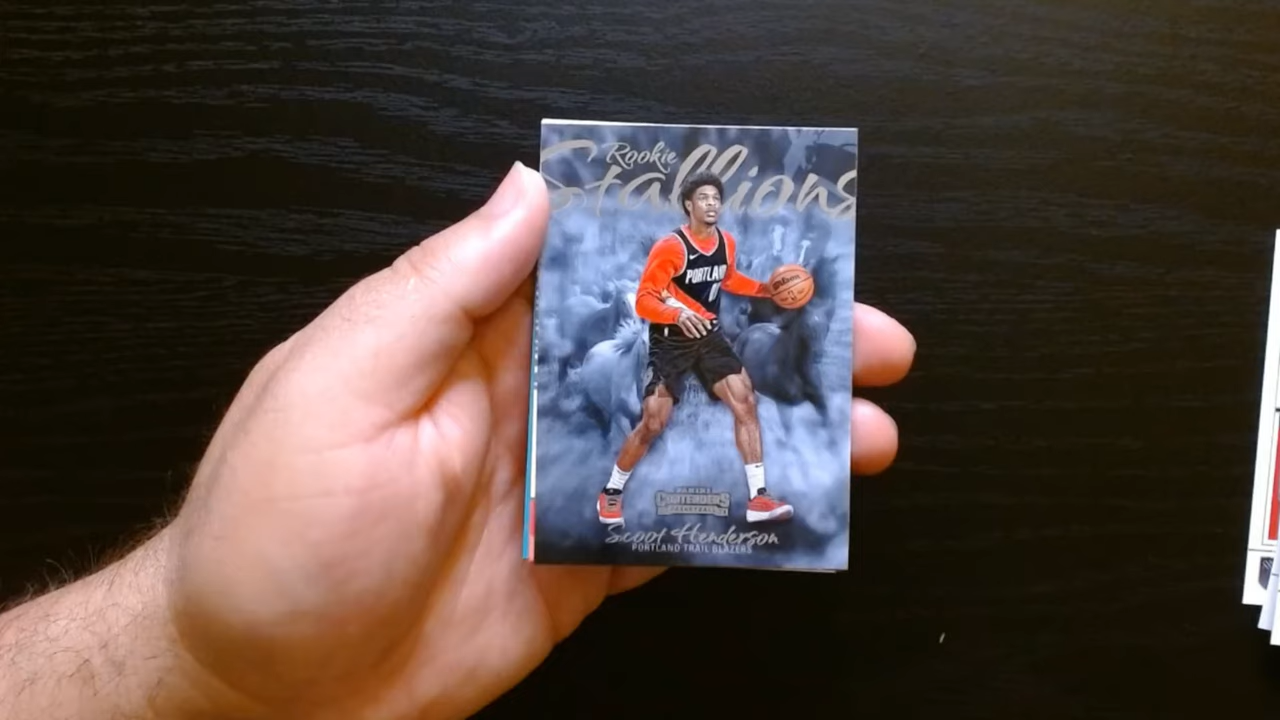 Rookie
Stallions
Wilson
PORTLAND
PANINI
CONTENDERS
BASKETBALL
Scoot Henderson
PORTLAND TRAIL BLAZERS